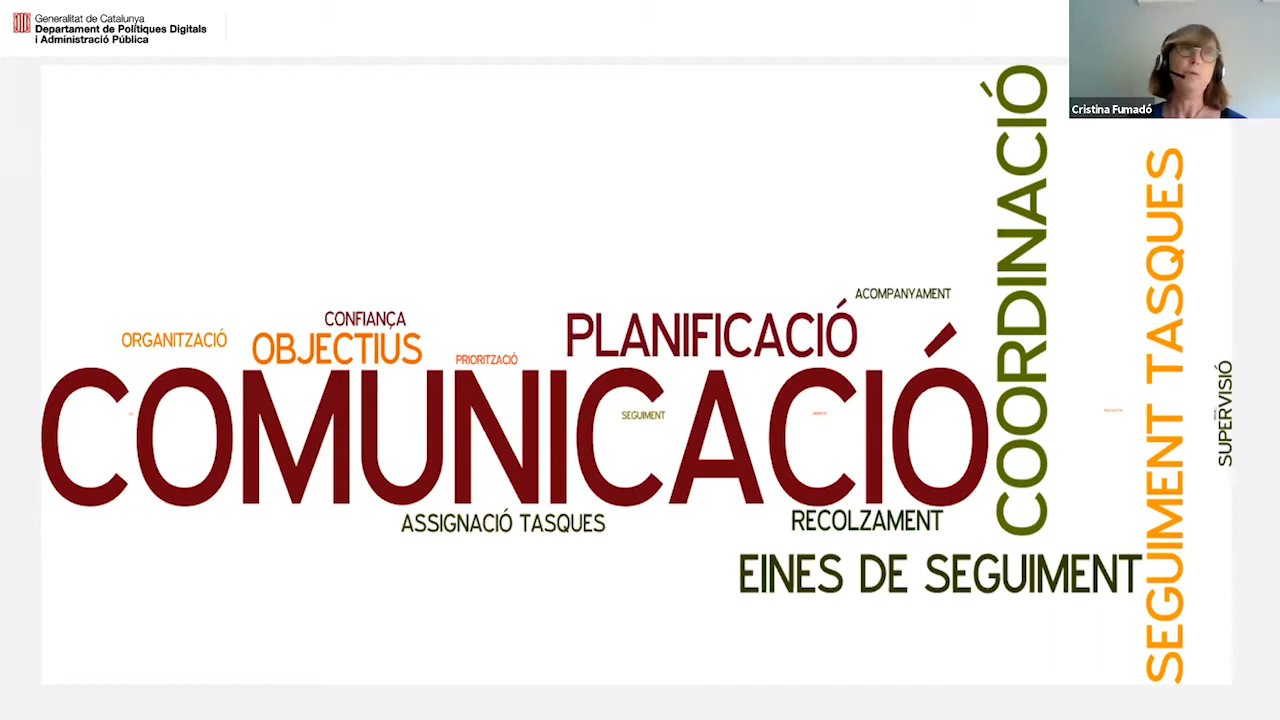 Generalitat de Catalunya
Departament de Polítiques Digitals
i Administració Pública
Cristina Fumadó
COORDINACIÓ
SEGUIMENT TASQUES
ACOMPANYAMENT
CONFIANÇA
PLANIFICACIÓ
ORGANITZACIÓ
OBJECTIUS
PRIORITZACIÓ
COMUNICACIÓ
SEGUIMENT
SUPERVISIÓ
ASSIGNACIÓ TASQUES
RECOLZAMENT
EINES DE SEGUIMENT